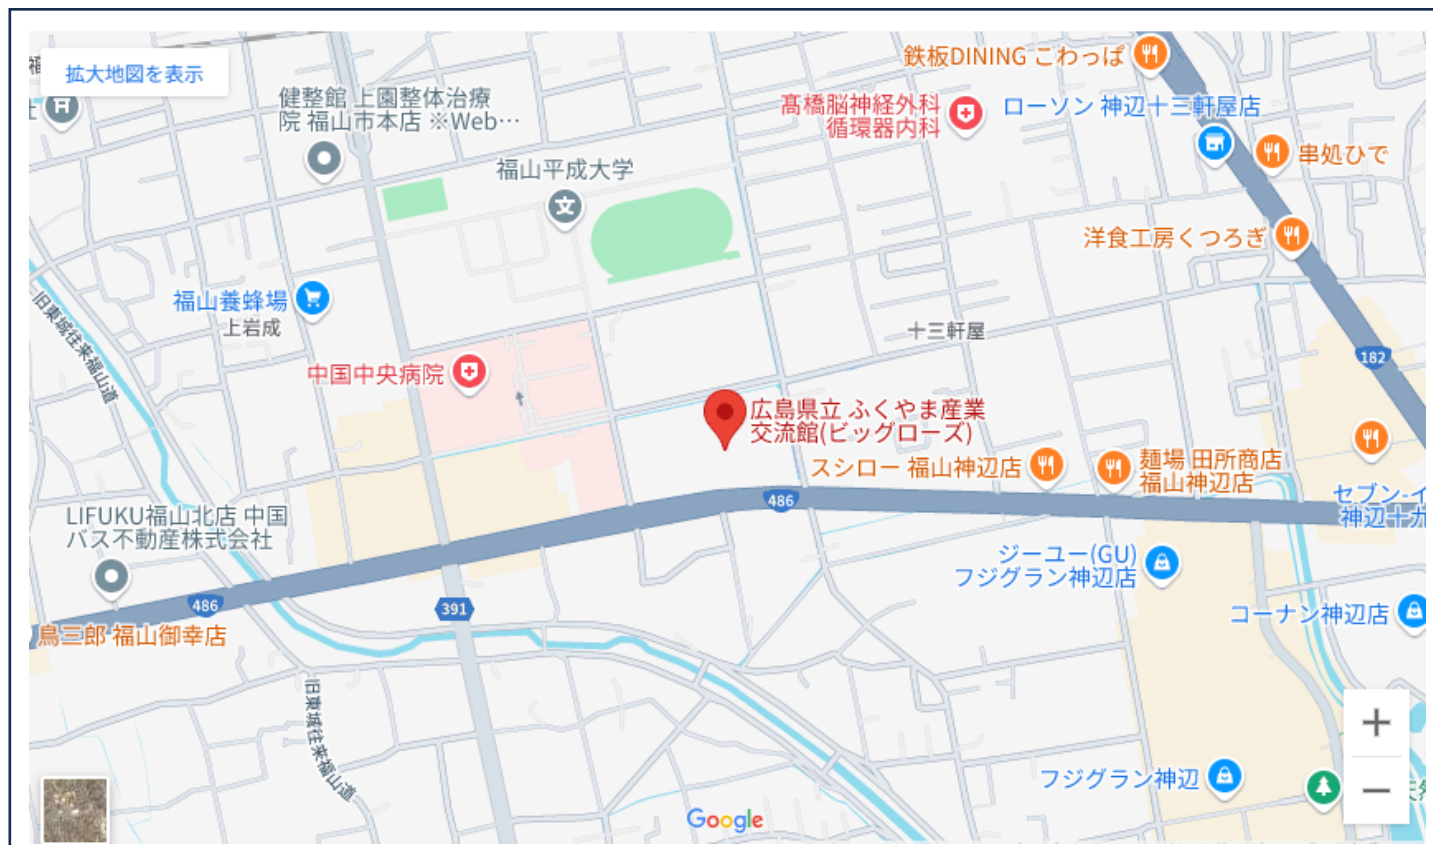 拡大地図を表示
鉄板DINING こわっぱ
健整館 上園整体治療
院 福山市本店 ※Web…
髙橋脳神経外科
循環器内科
ローソン 神辺十三軒屋店
串処ひで
福山平成大学
文
洋食工房くつろぎ
福山養蜂場
上岩成
旧東城往来福山道
十三軒屋
182
中国中央病院
広島県立 ふくやま産業
交流館(ビッグローズ)
スシロー 福山神辺店
麺場 田所商店
福山神辺店
486
セブン-イ
神辺十九
LIFUKU福山北店 中国
バス不動産株式会社
ジーユー(GU)
フジグラン神辺店
486
391
コーナン神辺店
鳥三郎 福山御幸店
旧東城往来福山道
フジグラン神辺
Google